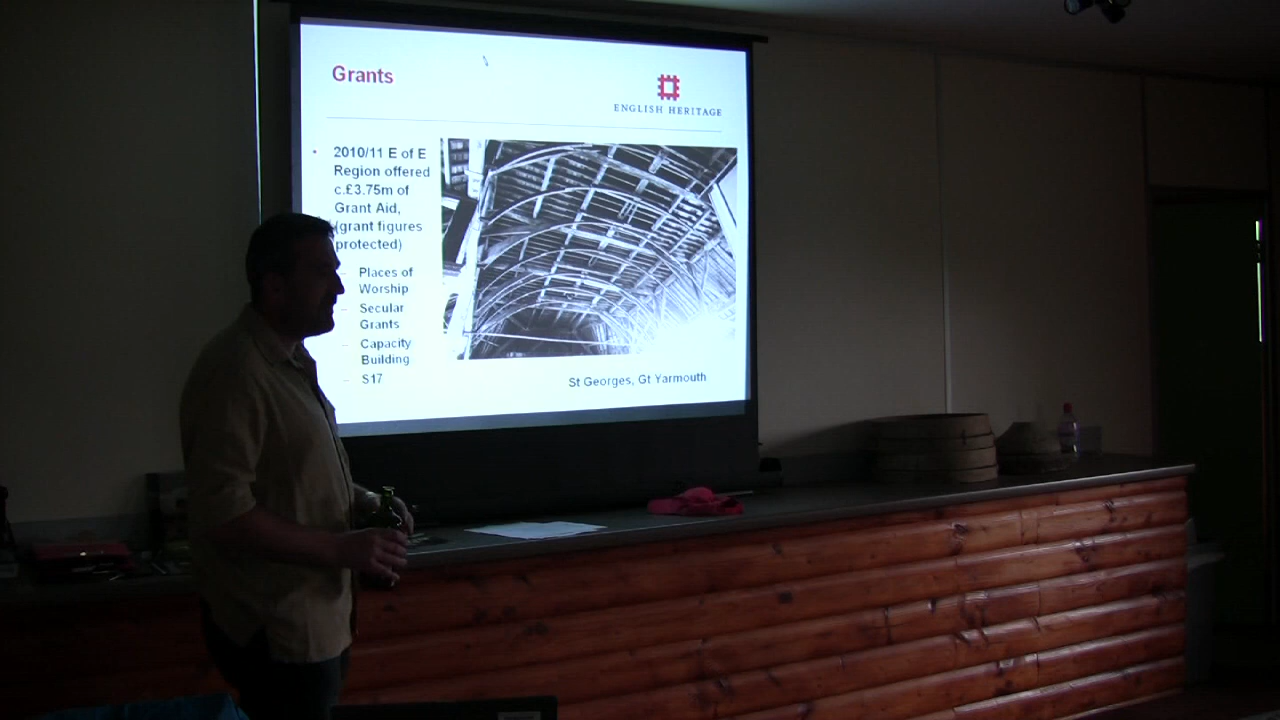 Grants
ENGLISH HERITAGE
2010/11 E of E
Region offered
c.£3.75m of
Grant Aid,
(grant figures
protected)
– Places of
Worship
– Secular
Grants
– Capacity
Building
– S17
St Georges, Gt Yarmouth